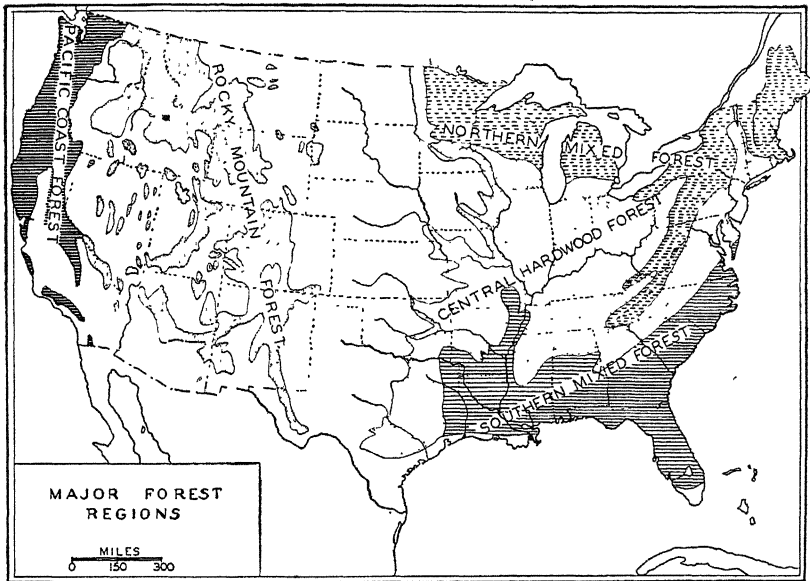 PACIFIC COAST FOREST
ROCKY MOUNTAIN FOREST
NORTHERN MIXED FOREST
CENTRAL HARDWOOD FOREST
SOUTHERN MIXED FOREST
MAJOR FOREST
REGIONS
MILES
0 150 300